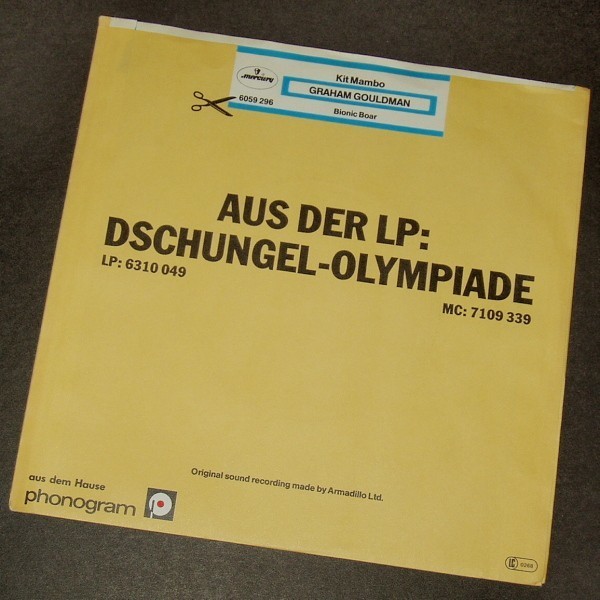 mercury
Kit Mambo
GRAHAM GOULDMAN
6059 296
Bionic Boar
AUS DER LP:
DSCHUNGEL-OLYMPIADE
LP: 6310 049
MC: 7109 339
Original sound recording made by Armadillo Ltd.
aus dem Hause
phonogram p
LC